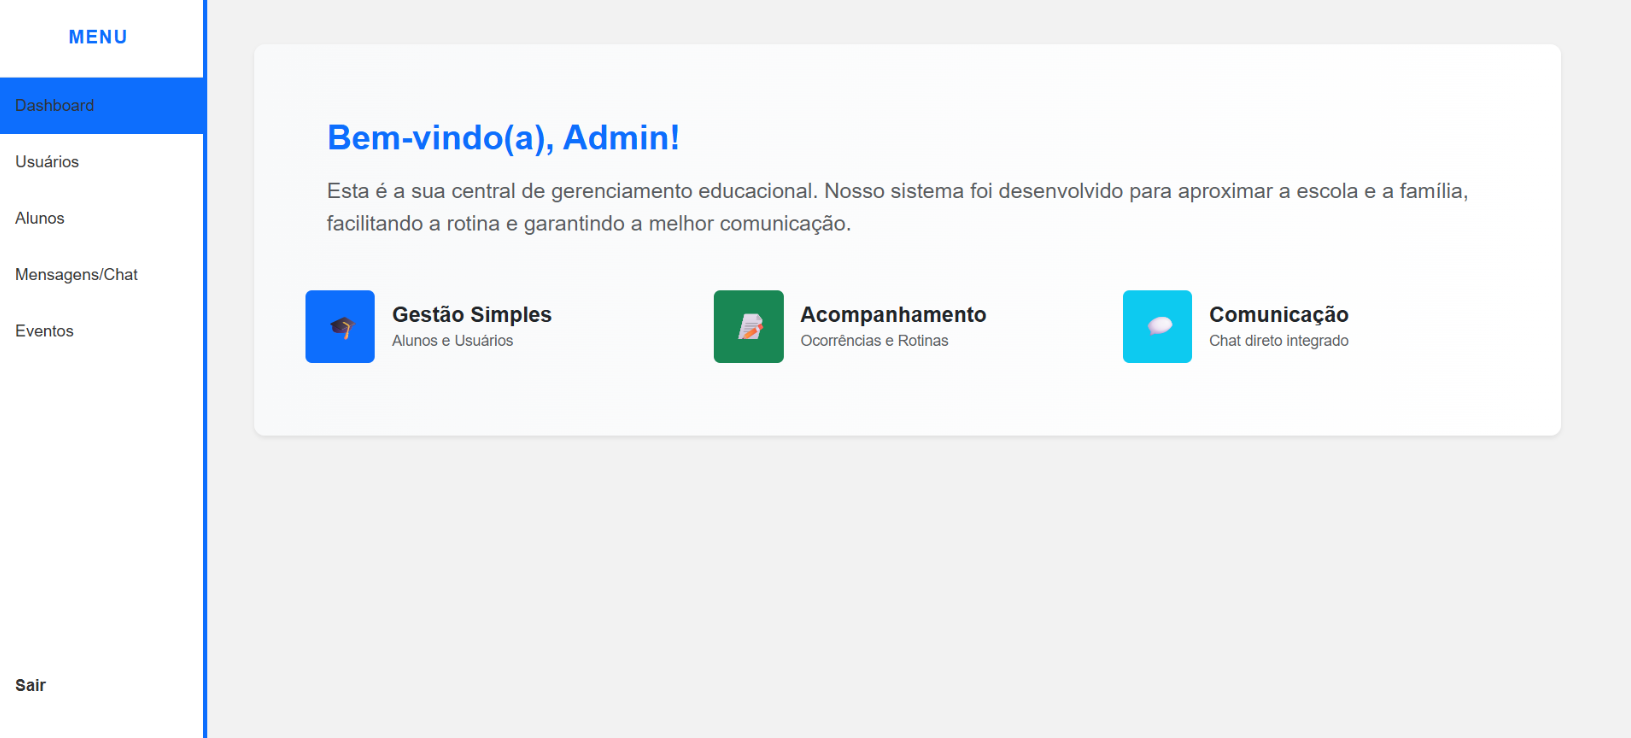 MENU
Dashboard
Usuários
Alunos
Mensagens/Chat
Eventos
Sair
Bem-vindo(a), Admin!
Esta é a sua central de gerenciamento educacional. Nosso sistema foi desenvolvido para aproximar a escola e a família,
facilitando a rotina e garantindo a melhor comunicação.
Gestão Simples
Alunos e Usuários
Acompanhamento
Ocorrências e Rotinas
Comunicação
Chat direto integrado